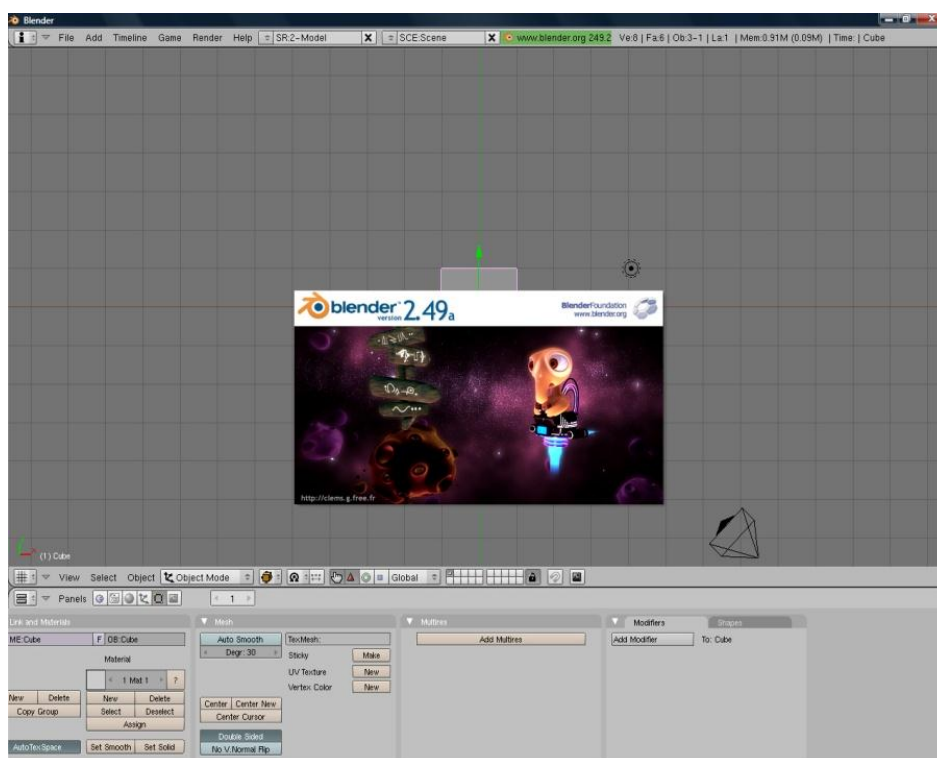 Blender
File Add Timeline Game Render Help SR:2-Model X SCE:Scene X www.blender.org 249.2 Ve:8 | Fa:6 | Ob:3-1 | La:1 | Mem:0.91M (0.09M) | Time: | Cube
blender 2.49a
version
BlenderFoundation
www.blender.org
http://clems.g.free.fr
(1) Cube
View Select Object Object Mode Global
Panels 1
Link and Materials Mesh Multires Modifiers Shapes
ME:Cube F OB:Cube Auto Smooth TexMesh: Add Multires Add Modifier To: Cube
Degr: 30 Sticky Make
Material
UV Texture New
1 Mat 1 ?
Vertex Color New
New Delete New Delete Center Center New
Copy Group Select Deselect Center Cursor
Assign
Double Sided
AutoTexSpace Set Smooth Set Solid No V.Normal Flip